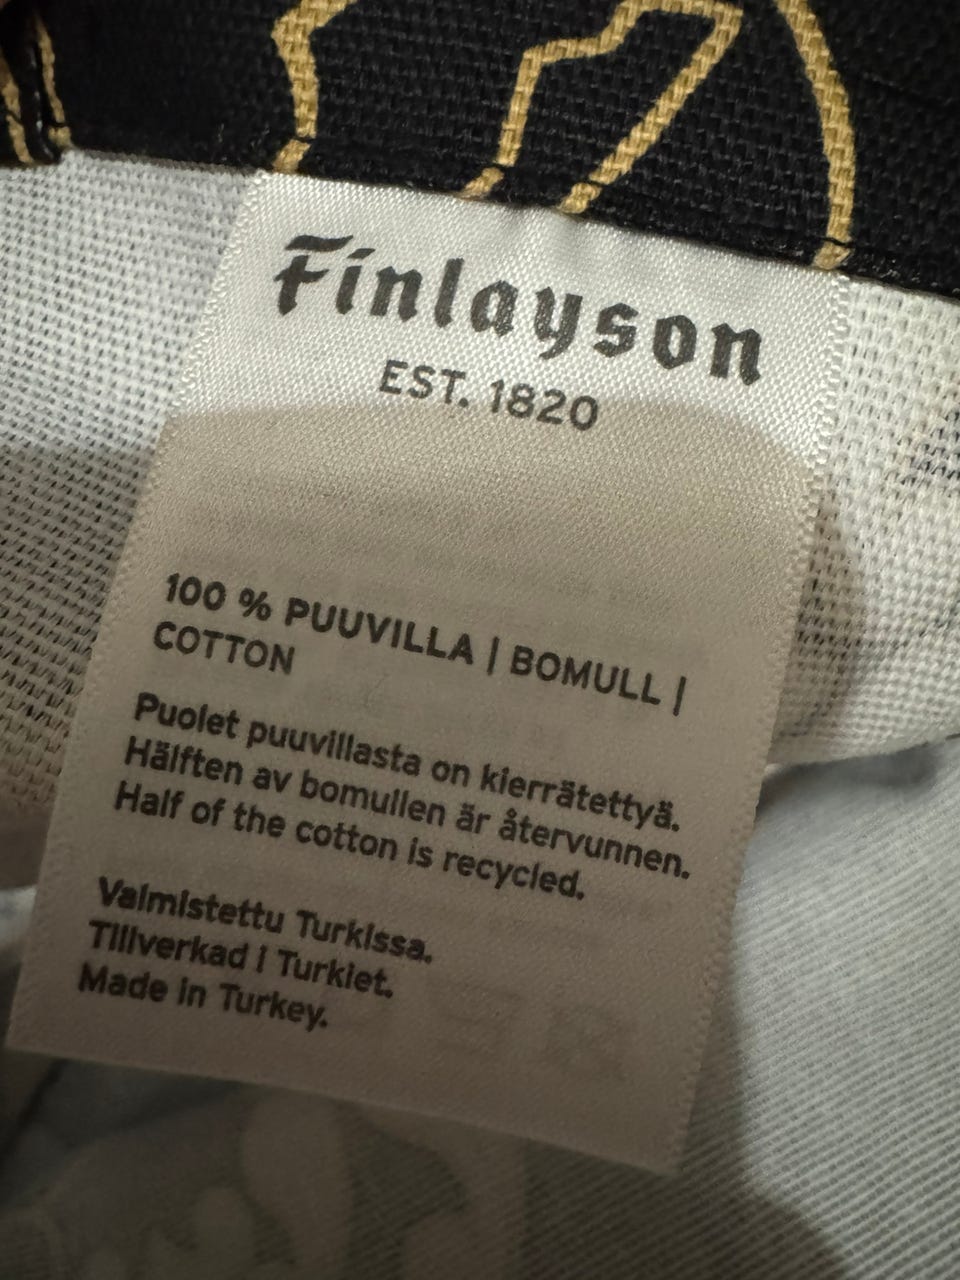 Finlayson
EST. 1820
100 % PUUVILLA | BOMULL |
COTTON
Puolet puuvillasta on kierrätettyä.
Hälften av bomullen är återvunnen.
Half of the cotton is recycled.
Valmistettu Turkissa.
Tillverkad i Turkiet.
Made in Turkey.